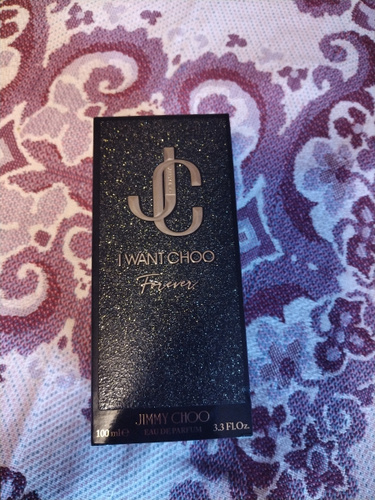 JC
I WANT CHOO
Forever
JIMMY CHOO
EAU DE PARFUM
100 ml℮ 3.3 Fl.Oz.